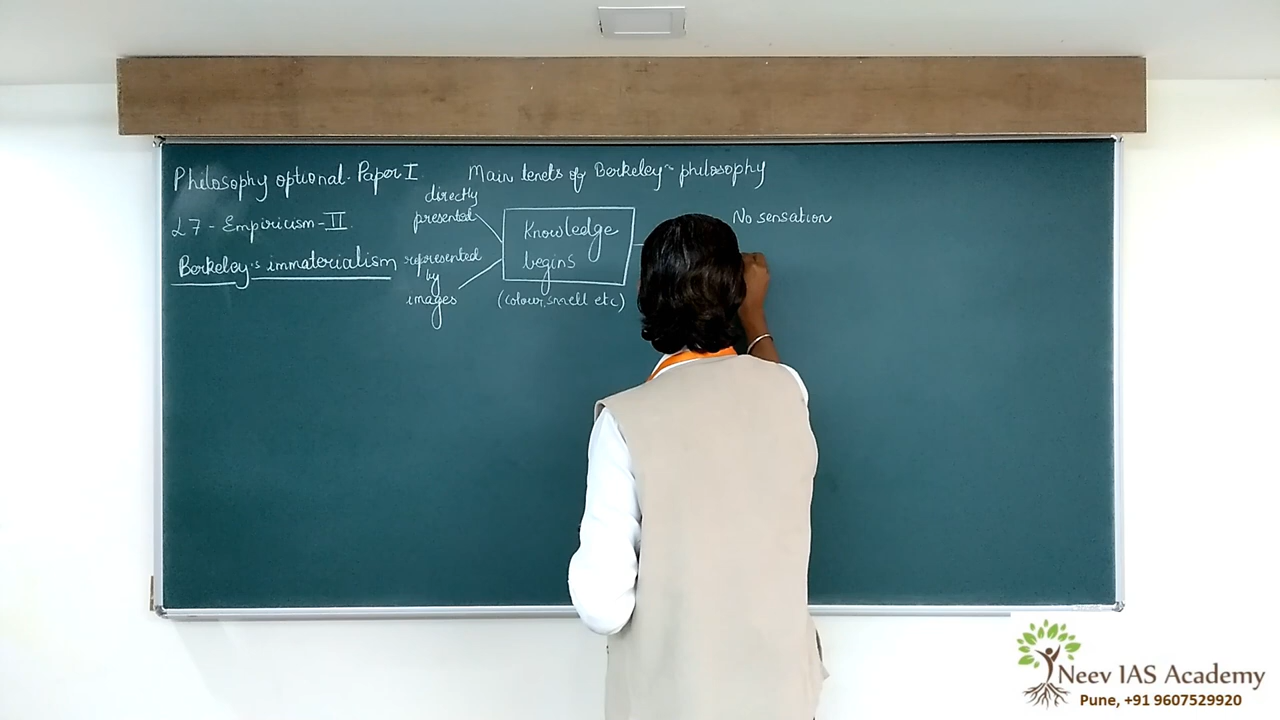 Philosophy optional. Paper I
L7 - Empiricism - II
Berkeley's immaterialism
Main tenets of Berkeley~ philosophy
directly
presented
represented
by
images
Knowledge
begins
(colour, smell etc)
No sensation
Neev IAS Academy
Pune, +91 9607529920